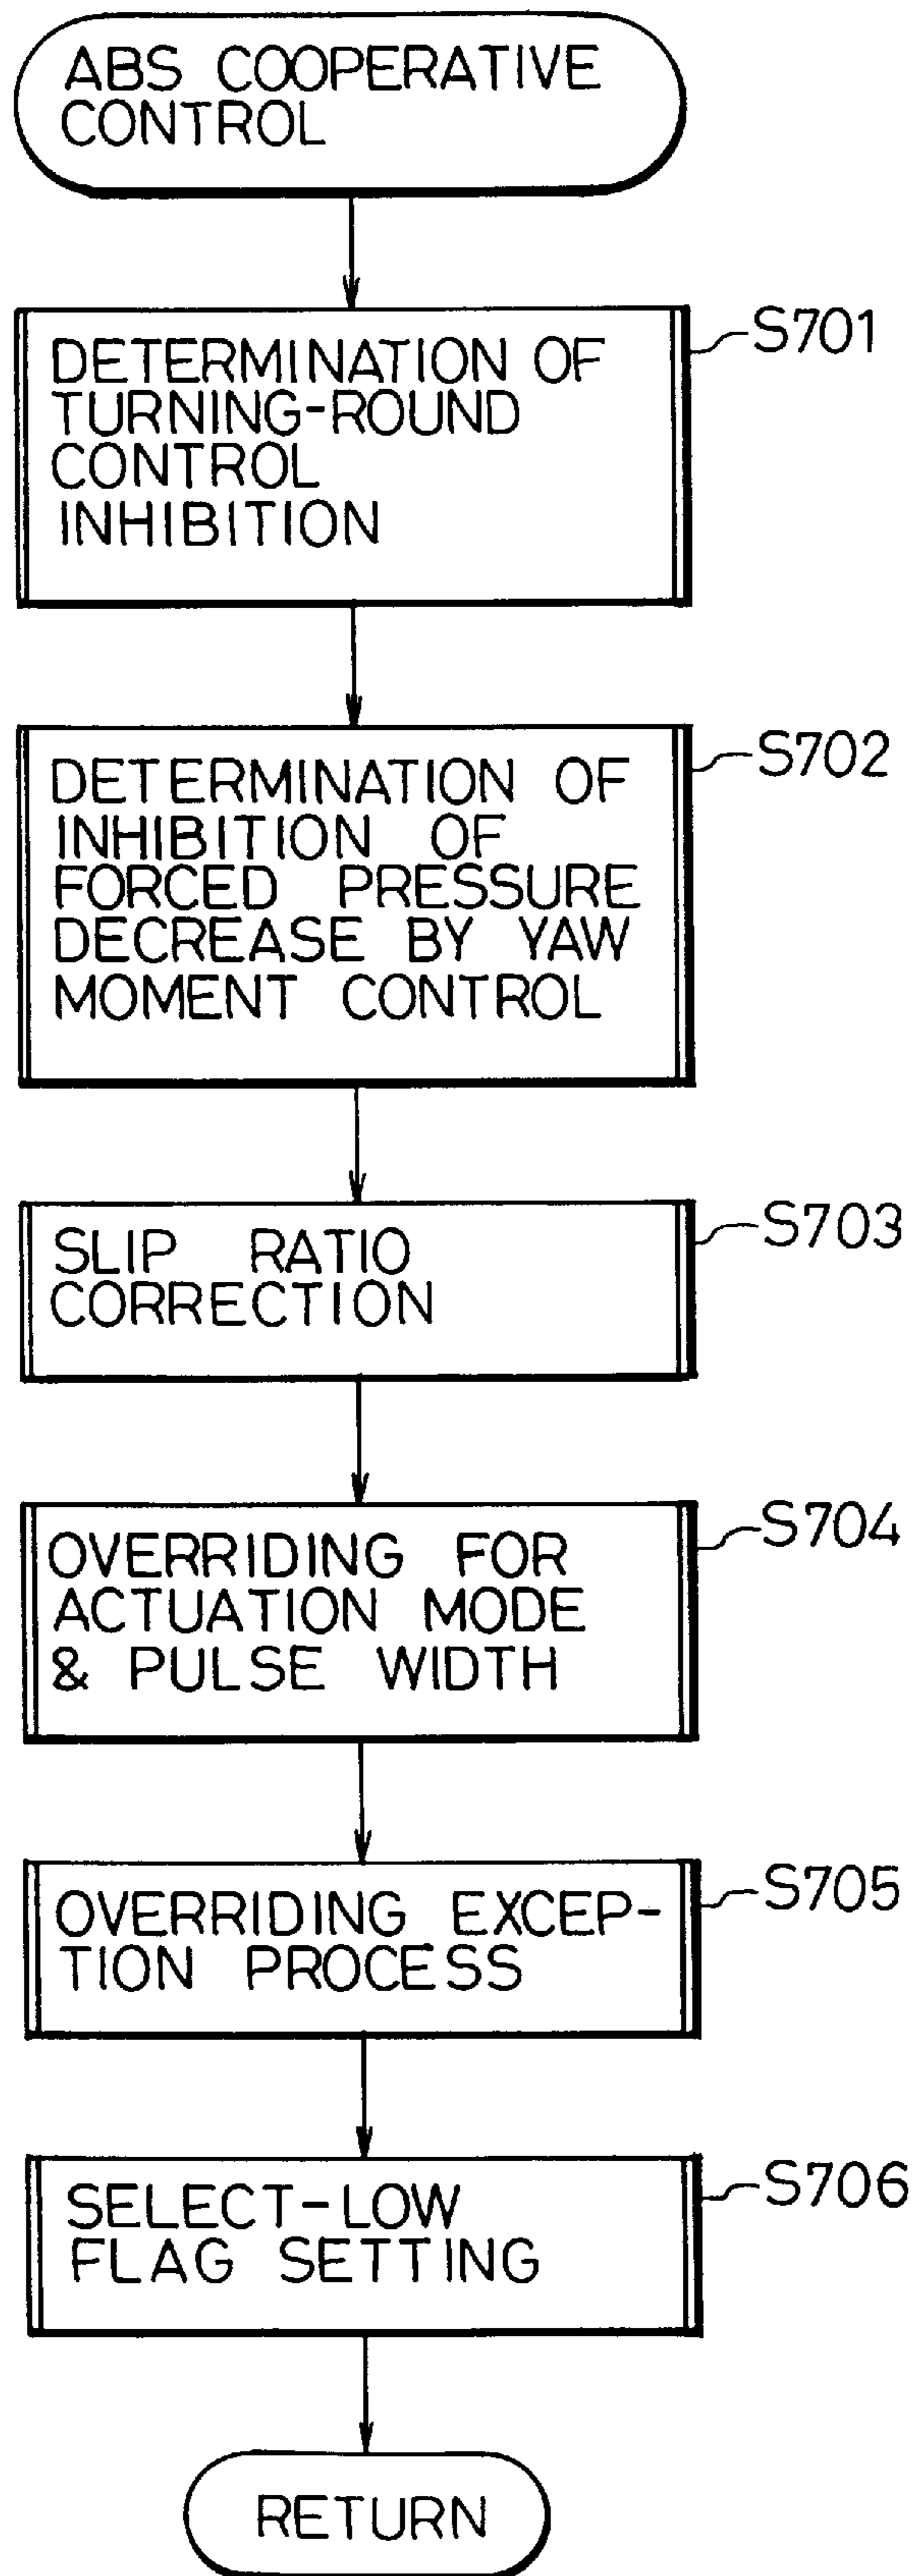 ABS COOPERATIVE
CONTROL
DETERMINATION OF
TURNING-ROUND
CONTROL
INHIBITION
S701
DETERMINATION OF
INHIBITION OF
FORCED PRESSURE
DECREASE BY YAW
MOMENT CONTROL
S702
SLIP RATIO
CORRECTION
S703
OVERRIDING FOR
ACTUATION MODE
& PULSE WIDTH
S704
OVERRIDING EXCEP-
TION PROCESS
S705
SELECT-LOW
FLAG SETTING
S706
RETURN